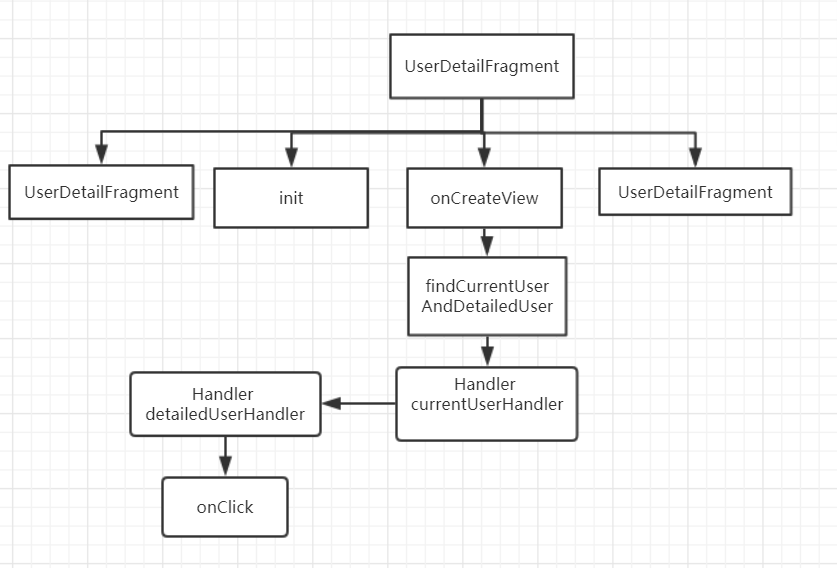 UserDetailFragment
UserDetailFragment
init
onCreateView
UserDetailFragment
findCurrentUser
AndDetailedUser
Handler
currentUserHandler
Handler
detailedUserHandler
onClick